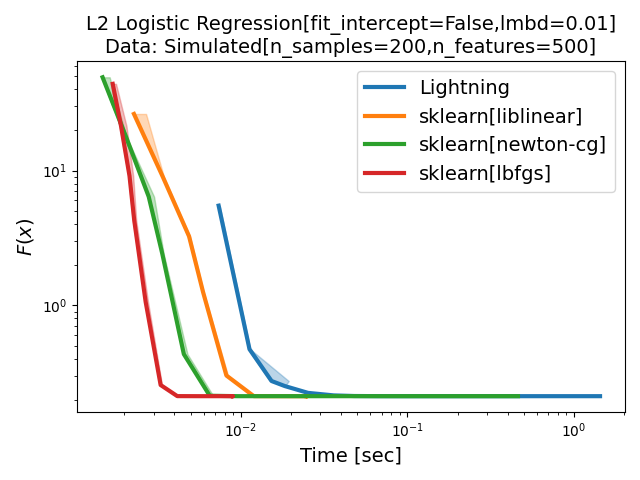 L2 Logistic Regression[fit_intercept=False,lmbd=0.01]
Data: Simulated[n_samples=200,n_features=500]
Lightning
sklearn[liblinear]
sklearn[newton-cg]
sklearn[lbfgs]
F(x)
10¹
10⁰
10⁻²
10⁻¹
10⁰
Time [sec]